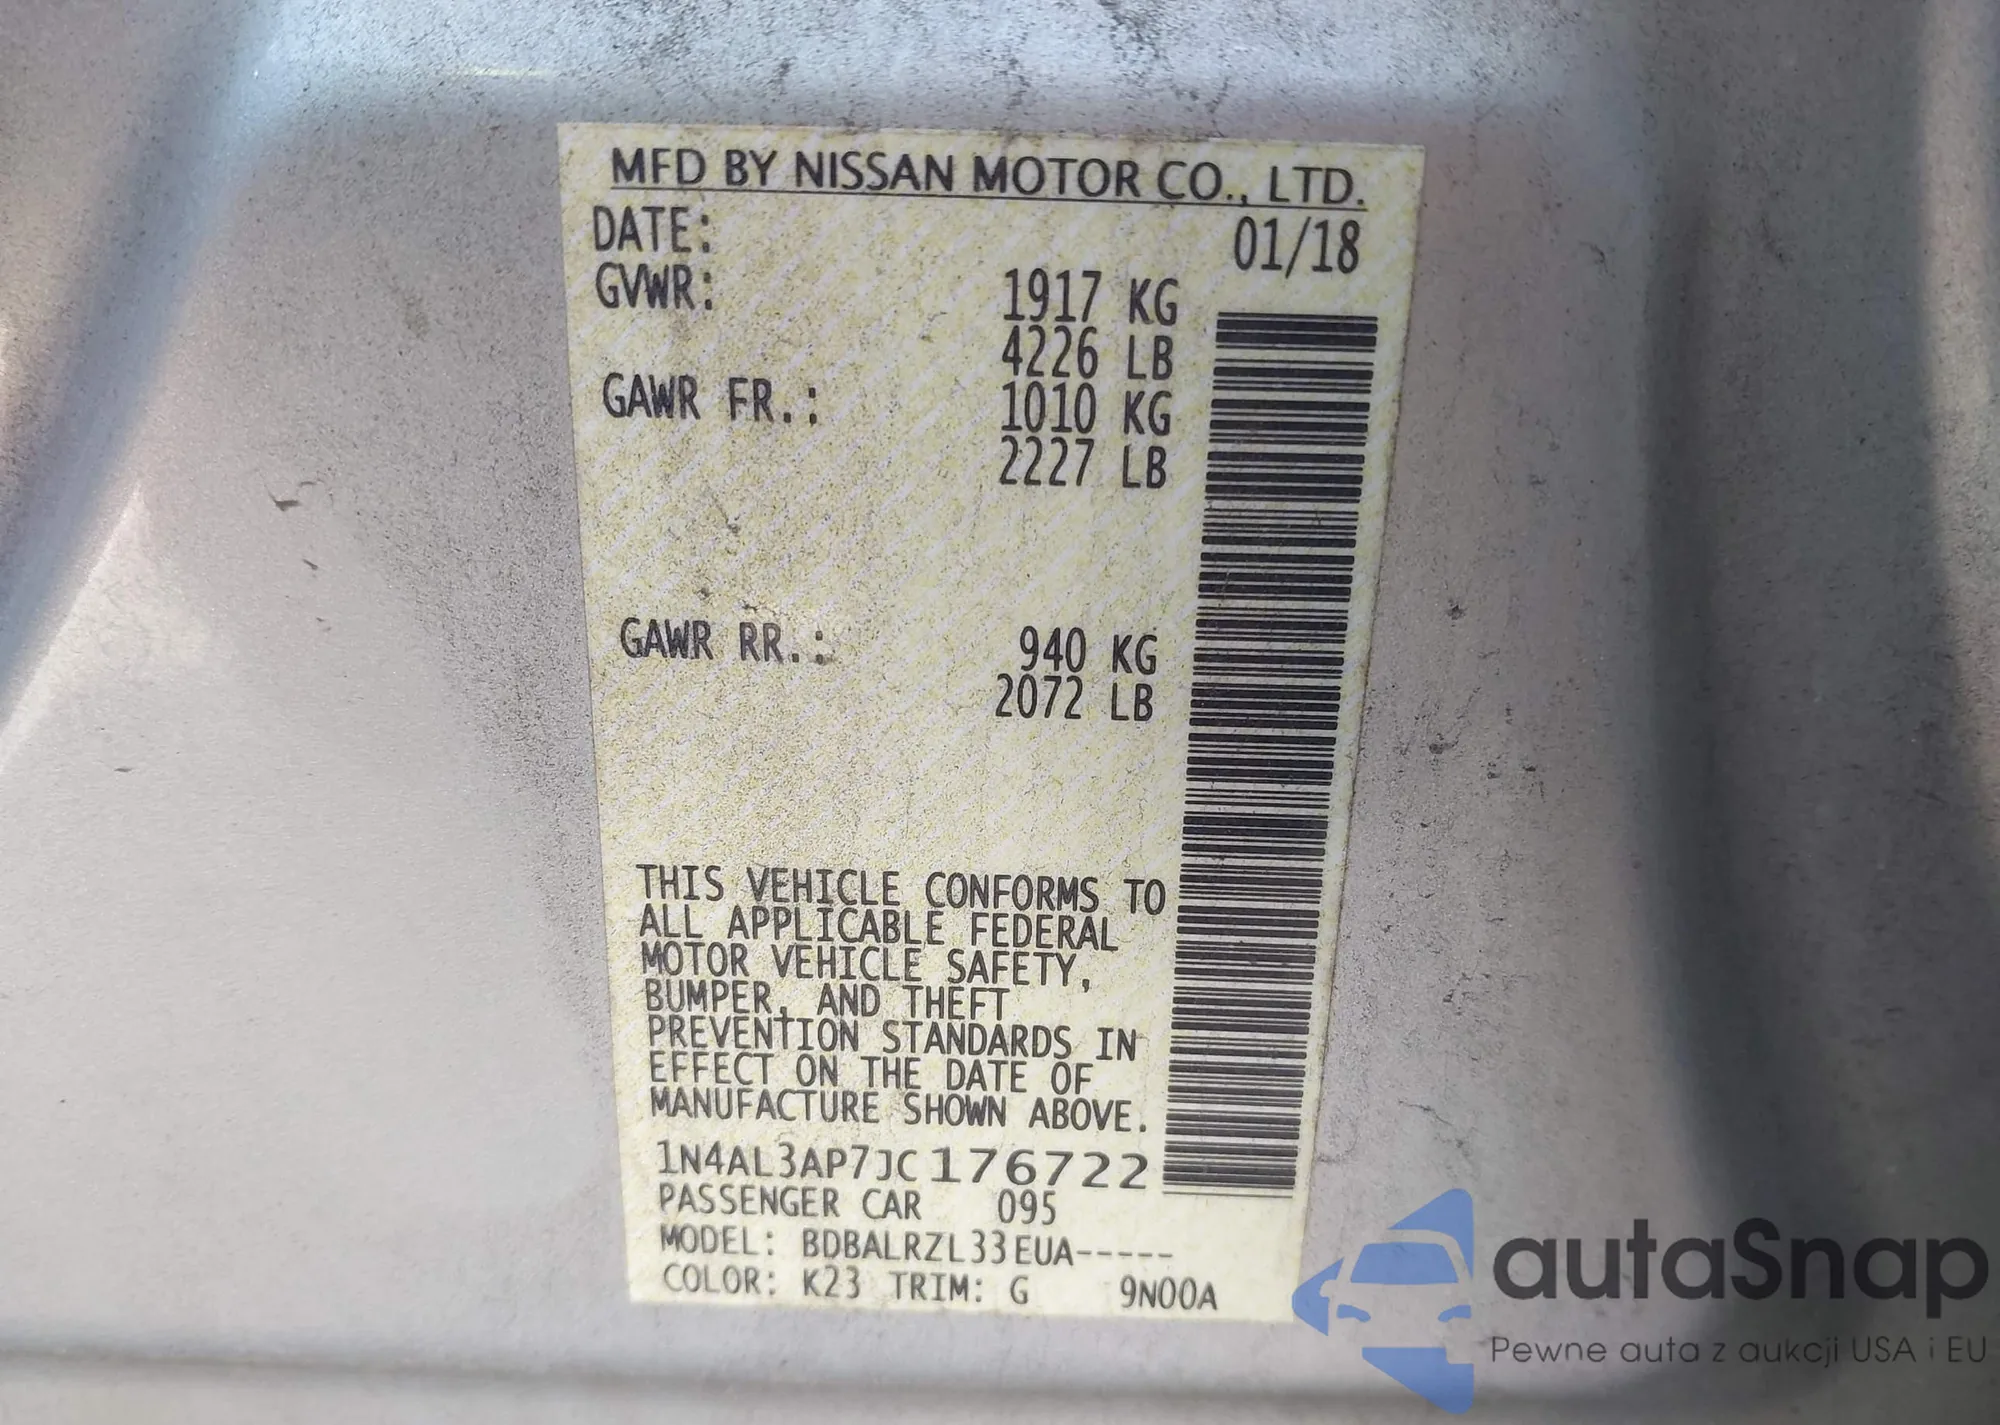 MFD BY NISSAN MOTOR CO., LTD.
DATE: 01/18
GVWR: 1917 KG
4226 LB
GAWR FR.: 1010 KG
2227 LB
GAWR RR.: 940 KG
2072 LB
THIS VEHICLE CONFORMS TO
ALL APPLICABLE FEDERAL
MOTOR VEHICLE SAFETY,
BUMPER, AND THEFT
PREVENTION STANDARDS IN
EFFECT ON THE DATE OF
MANUFACTURE SHOWN ABOVE.
1N4AL3AP7JC176722
PASSENGER CAR 095
MODEL: BDBALRZL33EUA-----
COLOR: K23 TRIM: G 9N00A
autaSnap
Pewne auta z aukcji USA i EU